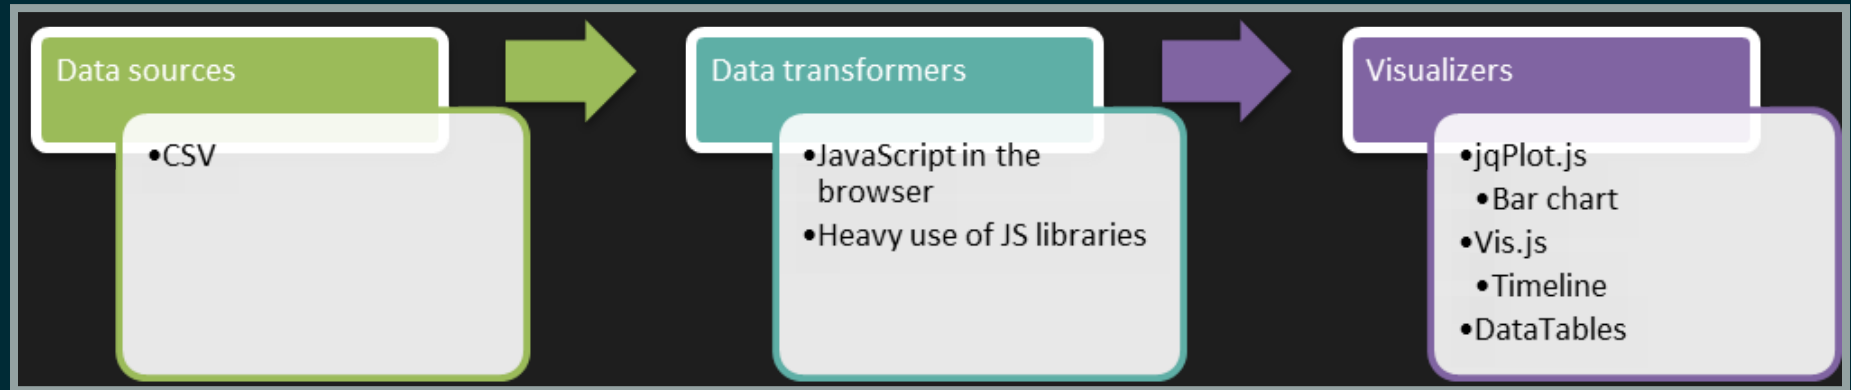 Data sources
•CSV
Data transformers
•JavaScript in the
browser
•Heavy use of JS libraries
Visualizers
•jqPlot.js
•Bar chart
•Vis.js
•Timeline
•DataTables